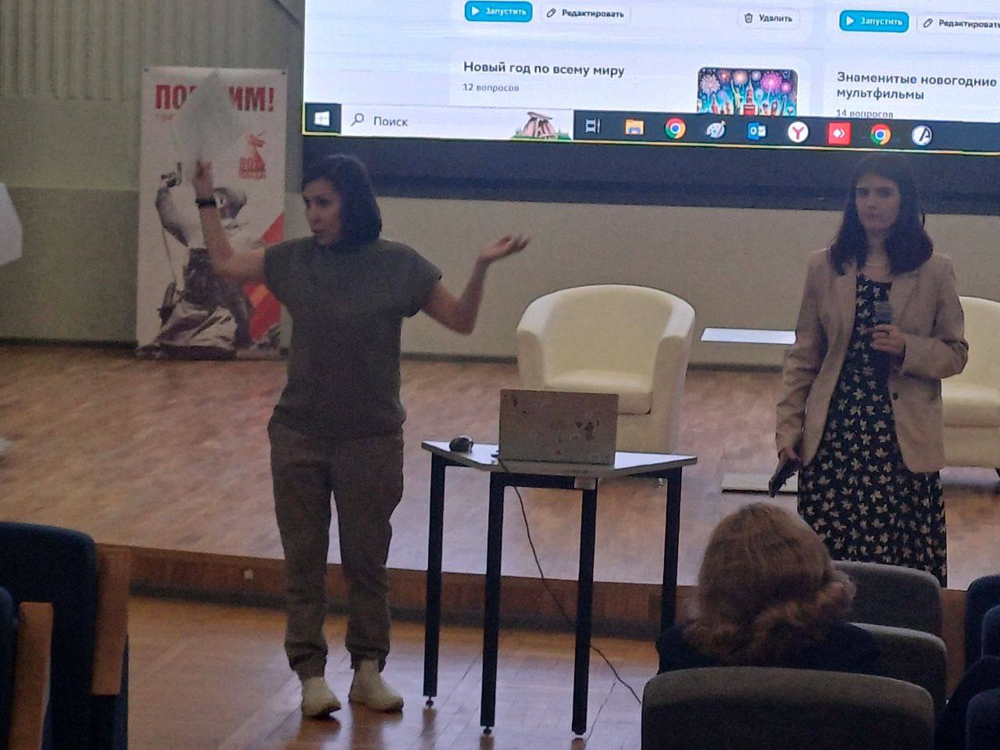 Запустить
Редактировать
Удалить
Запустить
Редактировать
Новый год по всему миру
12 вопросов
Знаменитые новогодние
мультфильмы
14 вопросов
Поиск